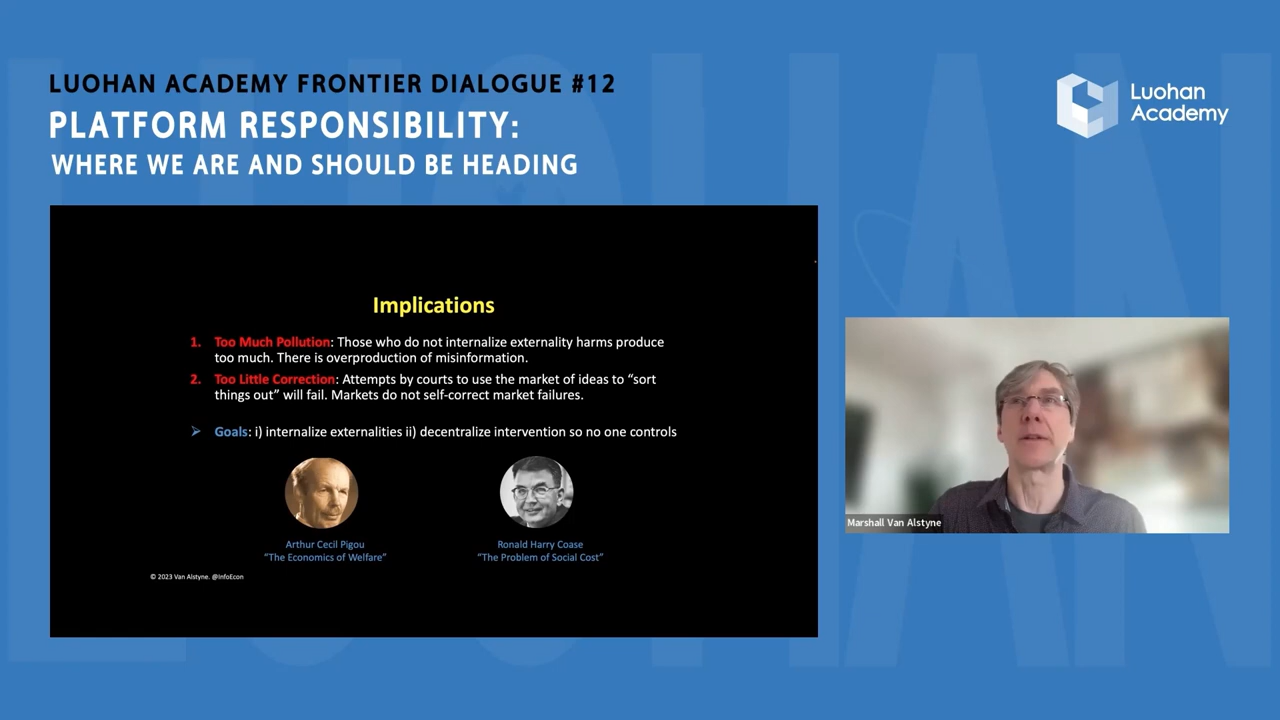 LUOHAN ACADEMY FRONTIER DIALOGUE #12
PLATFORM RESPONSIBILITY:
WHERE WE ARE AND SHOULD BE HEADING
Luohan
Academy
Implications
1. Too Much Pollution: Those who do not internalize externality harms produce
too much. There is overproduction of misinformation.
2. Too Little Correction: Attempts by courts to use the market of ideas to “sort
things out” will fail. Markets do not self-correct market failures.
➢ Goals: i) internalize externalities ii) decentralize intervention so no one controls
Arthur Cecil Pigou
“The Economics of Welfare”
Ronald Harry Coase
“The Problem of Social Cost”
© 2023 Van Alstyne. @InfoEcon
Marshall Van Alstyne
LUOHAN